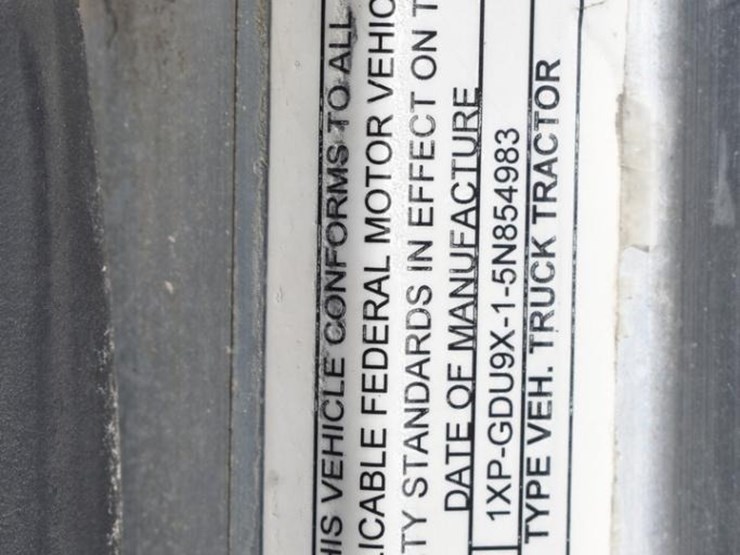 HIS VEHICLE CONFORMS TO ALL
LICABLE FEDERAL MOTOR VEHIC
TY STANDARDS IN EFFECT ON T
DATE OF MANUFACTURE
1XP-GDU9X-1-5N854983
TYPE VEH. TRUCK TRACTOR